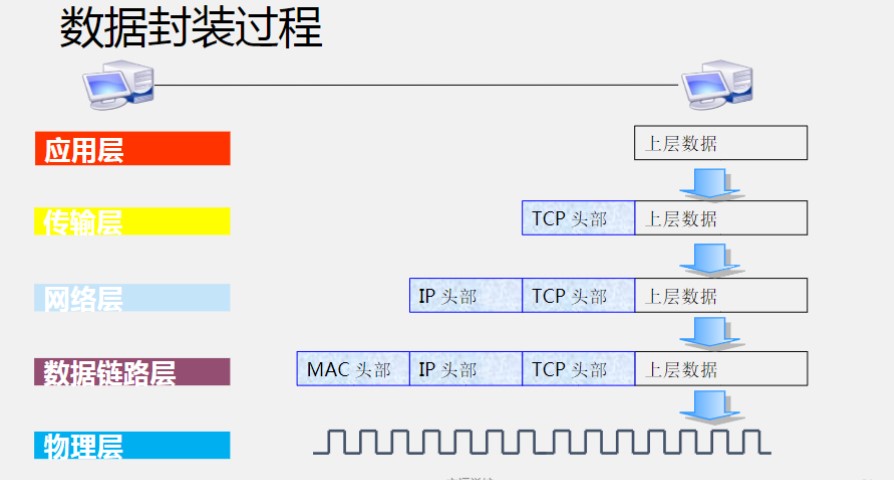 数据封装过程
应用层
上层数据
传输层
TCP 头部 上层数据
网络层
IP 头部 TCP 头部 上层数据
数据链路层
MAC 头部 IP 头部 TCP 头部 上层数据
物理层